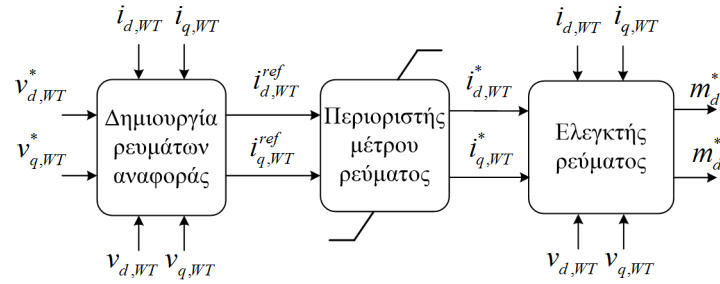 i_{d,WT} i_{q,WT}
i_{d,WT} i_{q,WT}
v^*_{d,WT}
v^*_{q,WT}
Δημιουργία
ρευμάτων
αναφοράς
i^{ref}_{d,WT}
i^{ref}_{q,WT}
Περιοριστής
μέτρου
ρεύματος
i^*_{d,WT}
i^*_{q,WT}
Ελεγκτής
ρεύματος
m^*_d
m^*_d
v_{d,WT} v_{q,WT}
v_{d,WT} v_{q,WT}